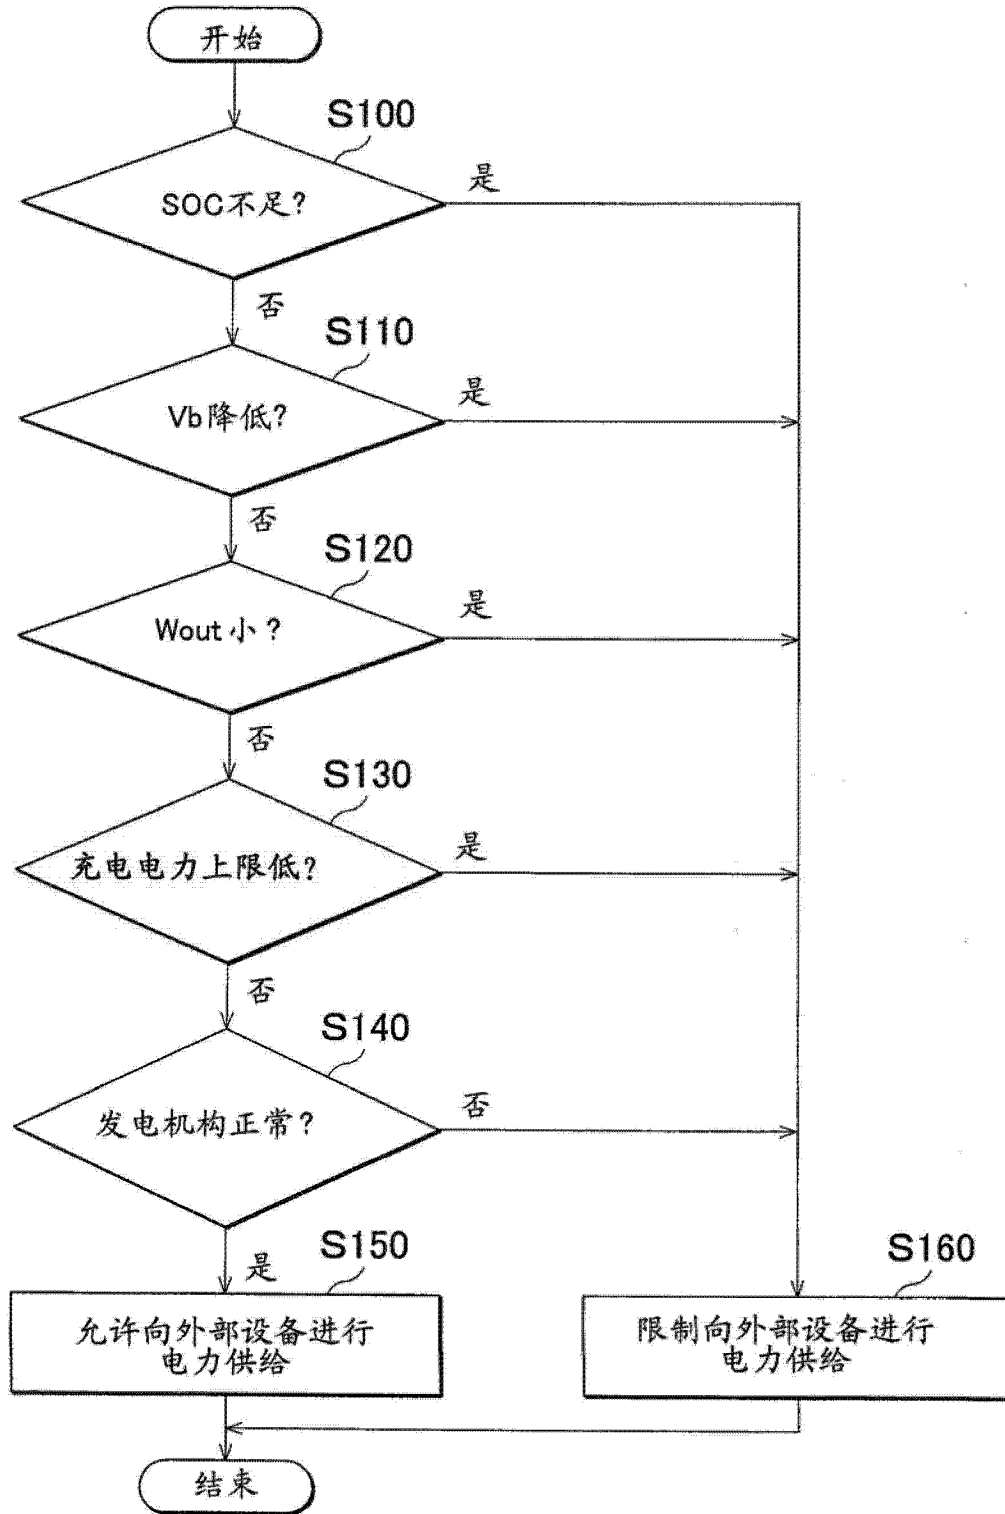 开始
S100
SOC不足?
是
否
S110
Vb降低?
是
否
S120
Wout小?
是
否
S130
充电电力上限低?
是
否
S140
发电机构正常?
否
是
S150
允许向外部设备进行
电力供给
S160
限制向外部设备进行
电力供给
结束